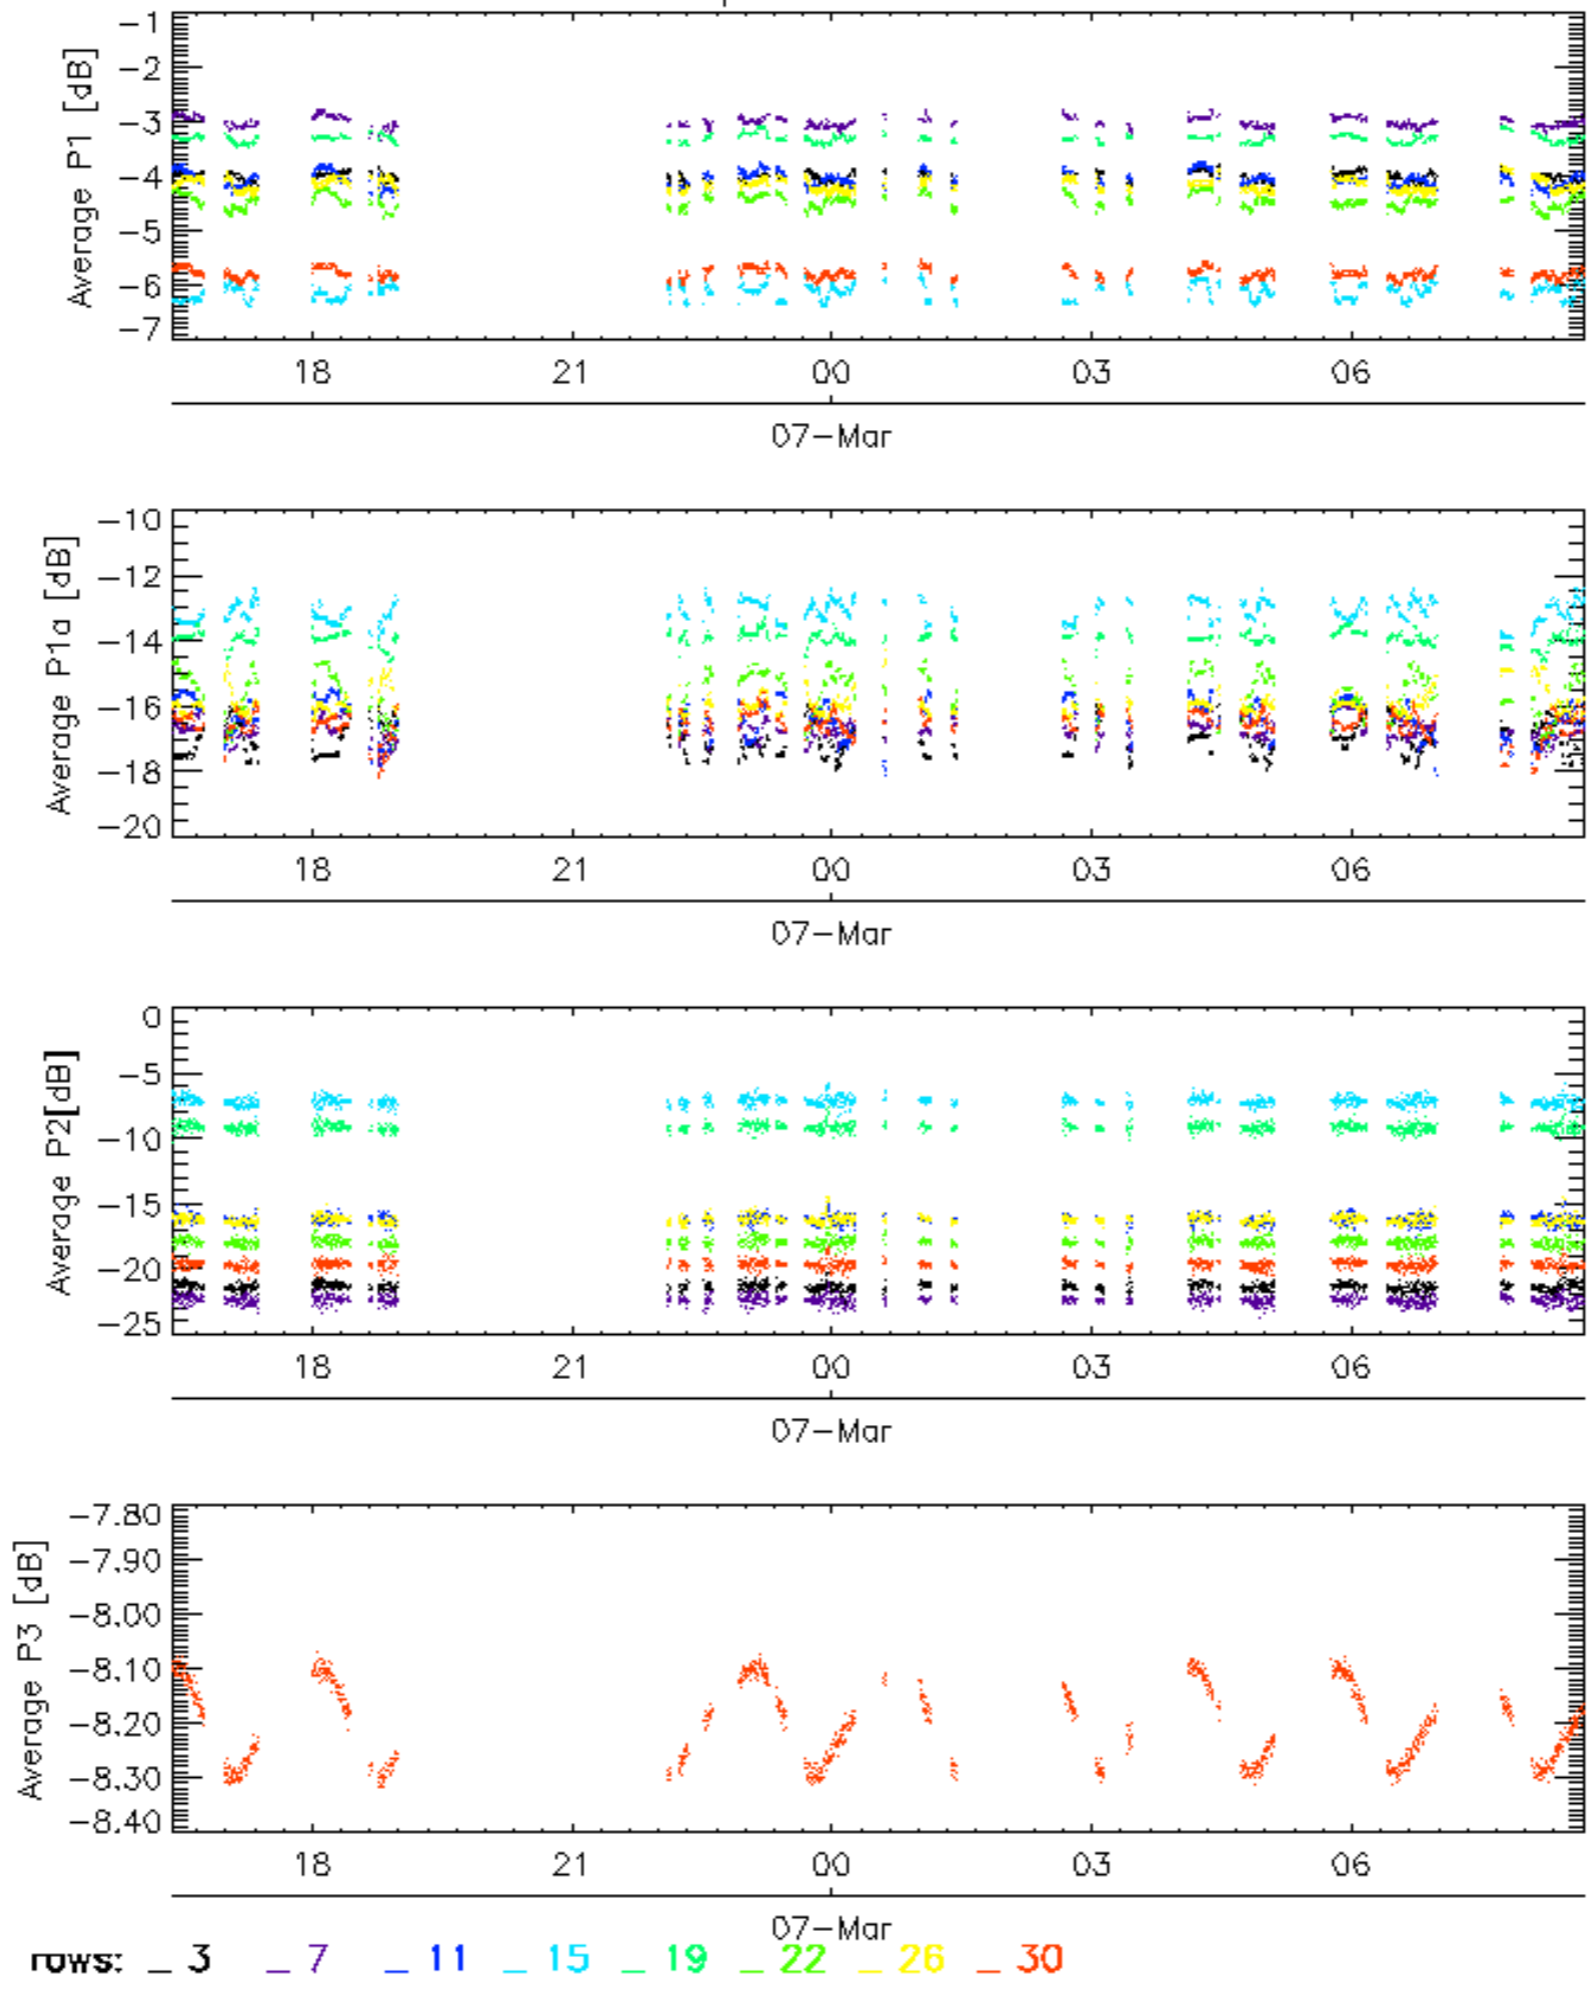 Average P1 [dB]
-1
-2
-3
-4
-5
-6
-7
18 21 00 03 06
07-Mar
Average P1a [dB]
-10
-12
-14
-16
-18
-20
18 21 00 03 06
07-Mar
Average P2[dB]
0
-5
-10
-15
-20
-25
18 21 00 03 06
07-Mar
Average P3 [dB]
-7.80
-7.90
-8.00
-8.10
-8.20
-8.30
-8.40
18 21 00 03 06
07-Mar
rows: _ 3 _ 7 _ 11 _ 15 _ 19 _ 22 _ 26 _ 30